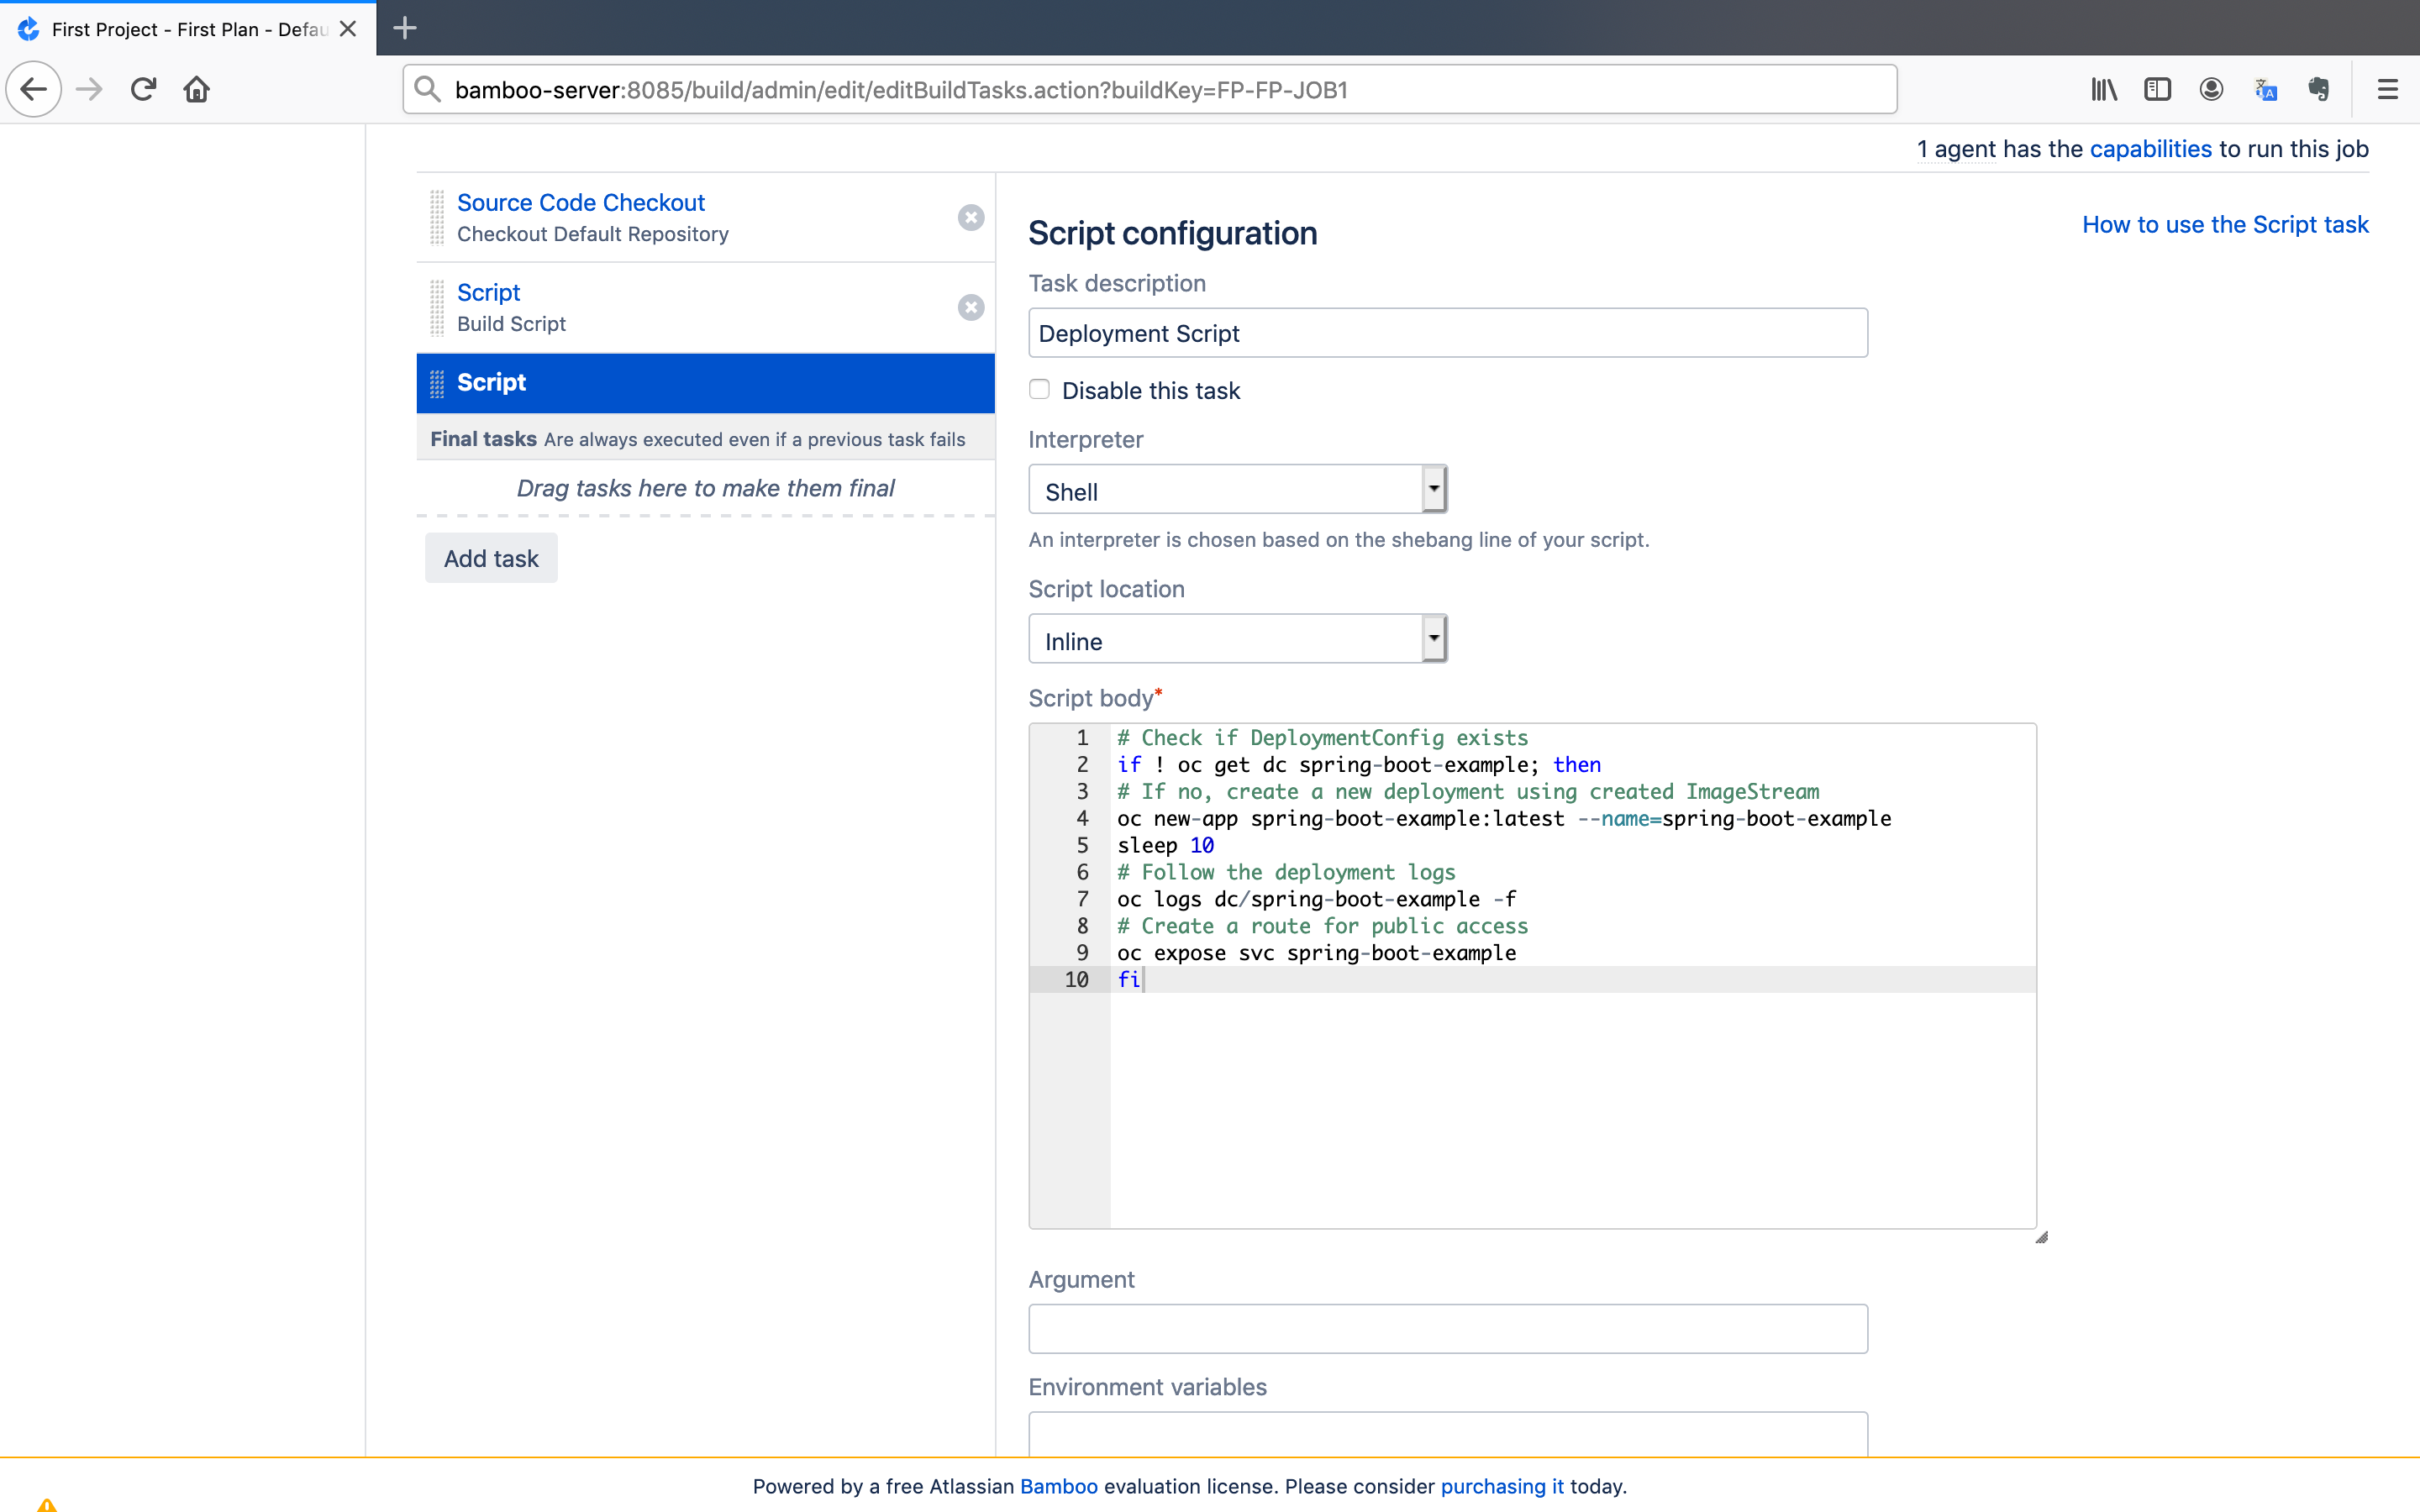 First Project - First Plan - Defau
bamboo-server:8085/build/admin/edit/editBuildTasks.action?buildKey=FP-FP-JOB1
1 agent has the capabilities to run this job
Source Code Checkout
Checkout Default Repository
Script
Build Script
Script
Final tasks Are always executed even if a previous task fails
Drag tasks here to make them final
Add task
Script configuration
How to use the Script task
Task description
Deployment Script
Disable this task
Interpreter
Shell
An interpreter is chosen based on the shebang line of your script.
Script location
Inline
Script body*
1 # Check if DeploymentConfig exists
2 if ! oc get dc spring-boot-example; then
3 # If no, create a new deployment using created ImageStream
4 oc new-app spring-boot-example:latest --name=spring-boot-example
5 sleep 10
6 # Follow the deployment logs
7 oc logs dc/spring-boot-example -f
8 # Create a route for public access
9 oc expose svc spring-boot-example
10 fi
Argument
Environment variables
Powered by a free Atlassian Bamboo evaluation license. Please consider purchasing it today.